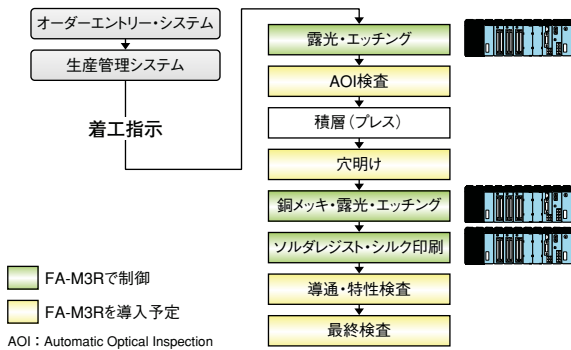 オーダーエントリー・システム
生産管理システム
着工指示
露光・エッチング
AOI検査
積層(プレス)
穴明け
銅メッキ・露光・エッチング
ソルダレジスト・シルク印刷
導通・特性検査
最終検査
FA-M3Rで制御
FA-M3Rを導入予定
AOI:Automatic Optical Inspection